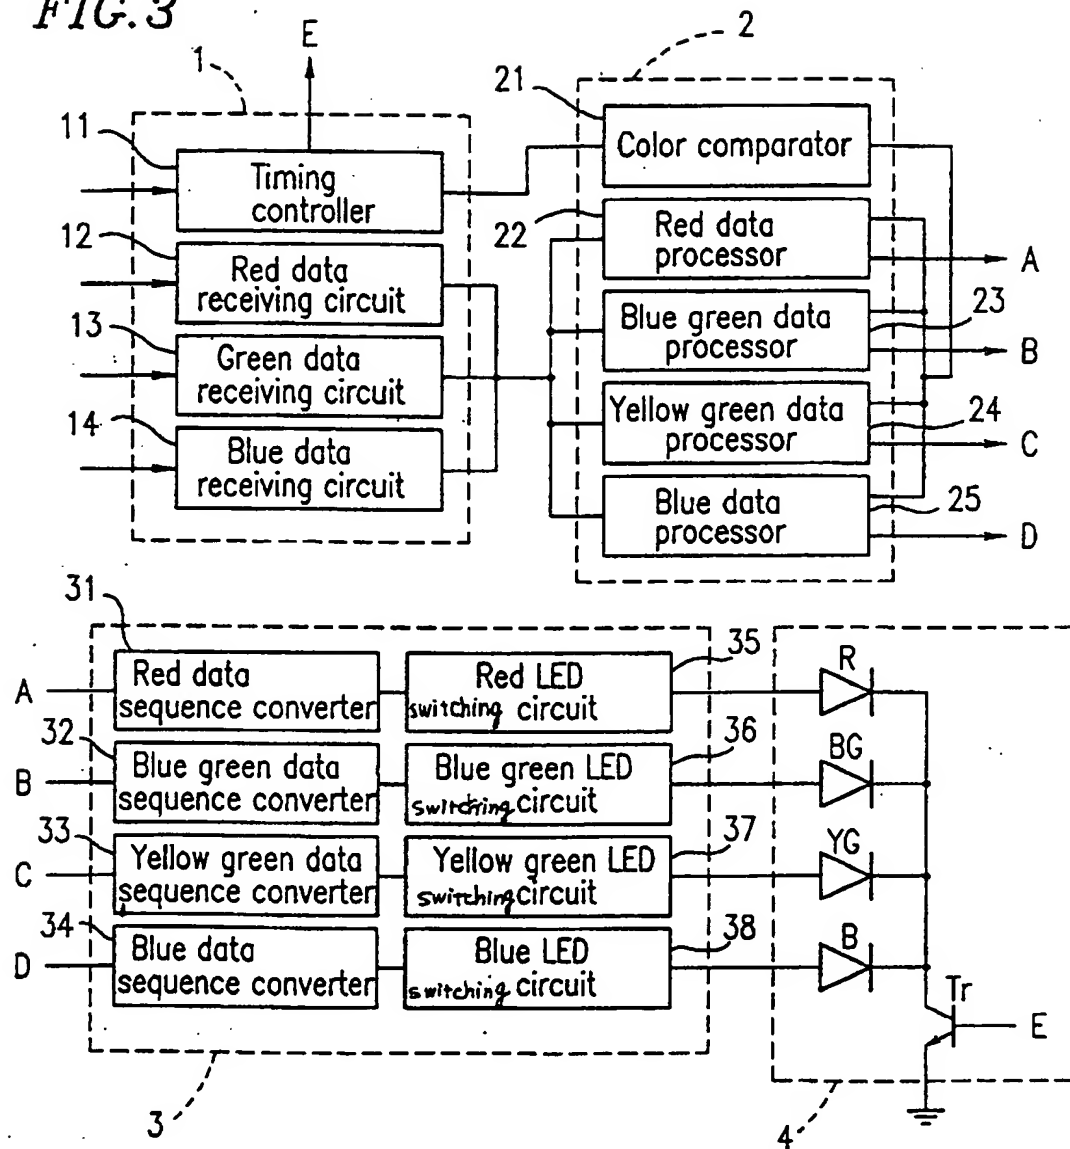 FIG. 3
E
1
2
11
Timing
controller
12
Red data
receiving circuit
13
Green data
receiving circuit
14
Blue data
receiving circuit
21
Color comparator
22
Red data
processor
A
Blue green data
processor
23
B
Yellow green data
processor
24
C
Blue data
processor
25
D
31
A
Red data
sequence converter
Red LED
switching circuit
35
R
32
B
Blue green data
sequence converter
Blue green LED
switching circuit
36
BG
33
C
Yellow green data
sequence converter
Yellow green LED
switching circuit
37
YG
34
D
Blue data
sequence converter
Blue LED
switching circuit
38
B
Tr
E
3
4